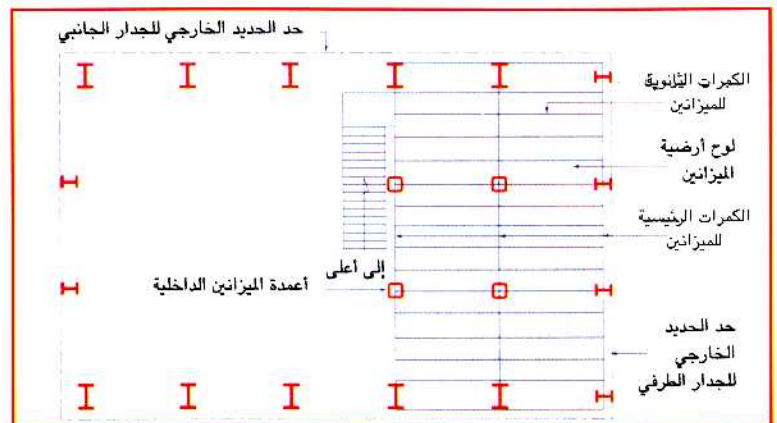 حد الحديد الخارجي للجدار الجانبي
الكمرات الثانوية
للميزانين
لوح أرضية
الميزانين
الكمرات الرئيسية
للميزانين
إلى أعلى
أعمدة الميزانين الداخلية
حد الحديد
الخارجي
للجدار الطرفي